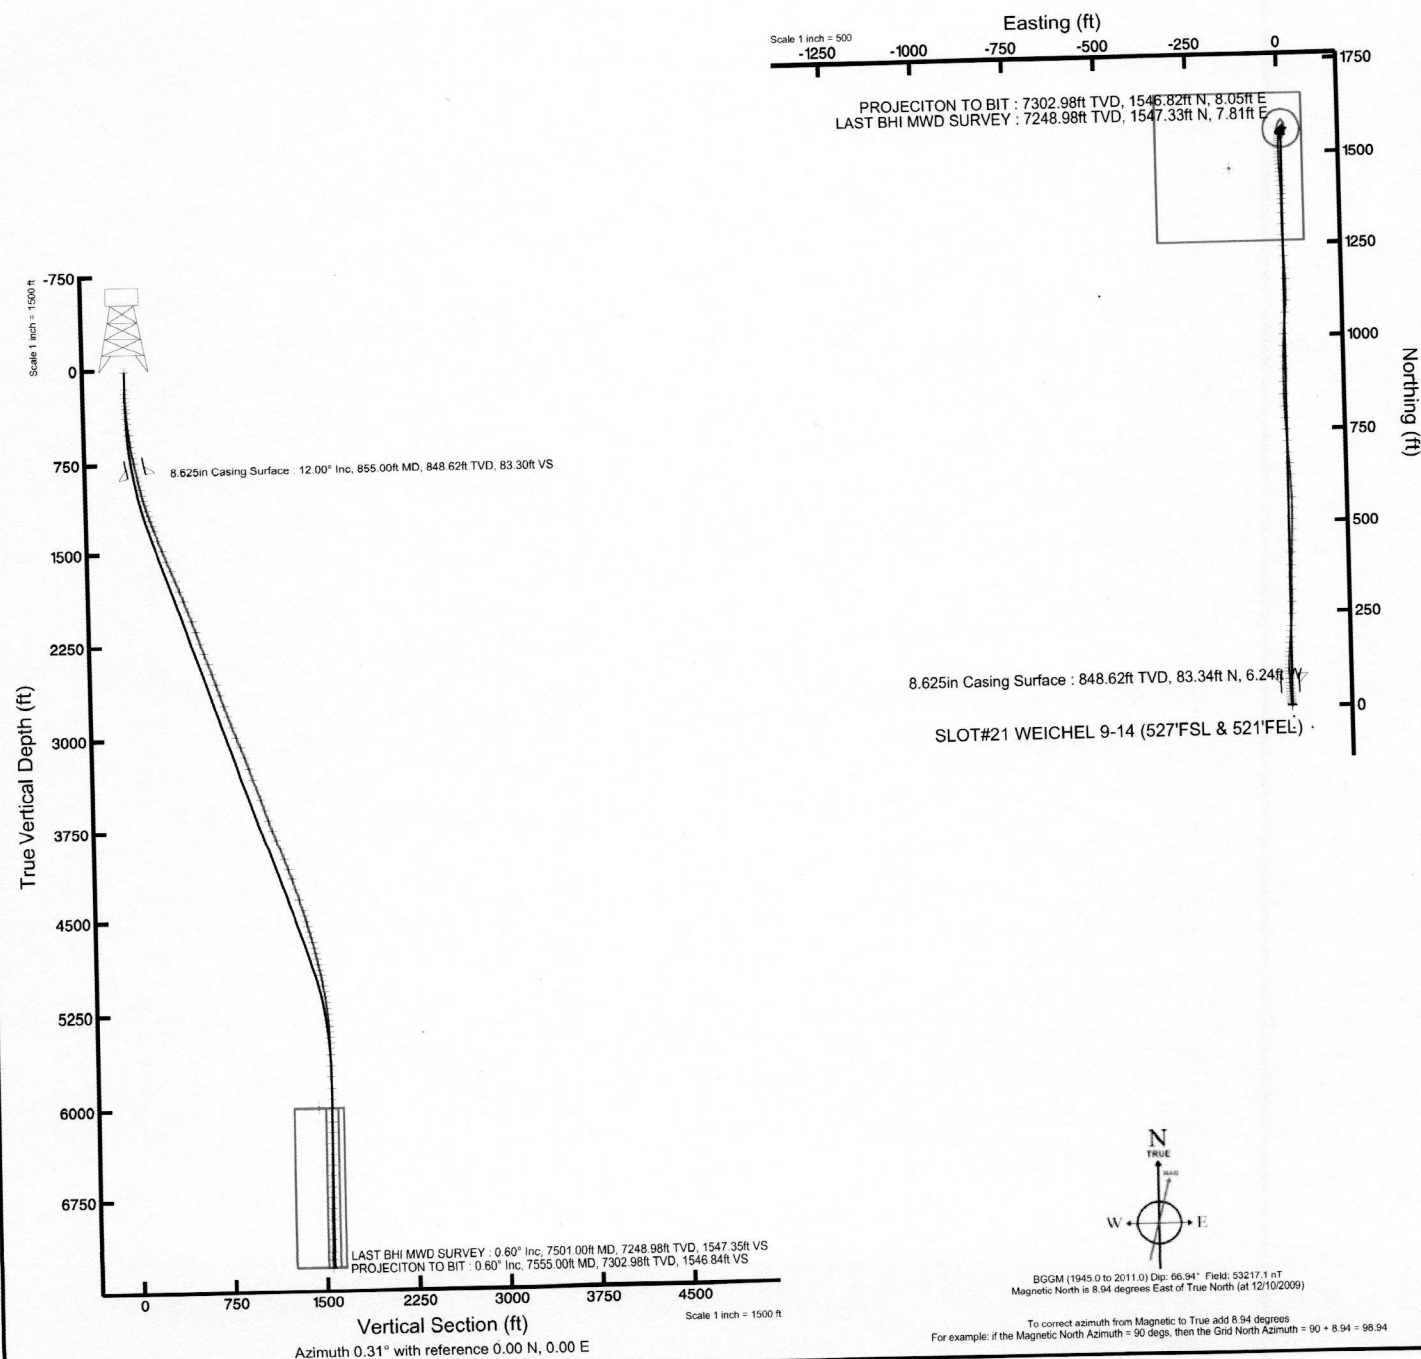 Easting (ft)
Scale 1 inch = 500
-1250 -1000 -750 -500 -250 0
1750
PROJECITON TO BIT : 7302.98ft TVD, 1546.82ft N, 8.05ft E
LAST BHI MWD SURVEY : 7248.98ft TVD, 1547.33ft N, 7.81ft E
1500
1250
1000
750
500
250
0
Northing (ft)
8.625in Casing Surface : 848.62ft TVD, 83.34ft N, 6.24ft
SLOT#21 WEICHEL 9-14 (527'FSL & 521'FEL)
Scale 1 inch = 1500 ft
-750
0
750
1500
2250
3000
3750
4500
5250
6000
6750
True Vertical Depth (ft)
8.625in Casing Surface : 12.00° Inc, 855.00ft MD, 848.62ft TVD, 83.30ft VS
LAST BHI MWD SURVEY : 0.60° Inc, 7501.00ft MD, 7248.98ft TVD, 1547.35ft VS
PROJECITON TO BIT : 0.60° Inc, 7555.00ft MD, 7302.98ft TVD, 1546.84ft VS
0 750 1500 2250 3000 3750 4500
Scale 1 inch = 1500 ft
Vertical Section (ft)
Azimuth 0.31° with reference 0.00 N, 0.00 E
N
TRUE
MAG
W E
BGGM (1945.0 to 2011.0) Dip: 66.94° Field: 53217.1 nT
Magnetic North is 8.94 degrees East of True North (at 12/10/2009)
To correct azimuth from Magnetic to True add 8.94 degrees
For example: if the Magnetic North Azimuth = 90 degs, then the Grid North Azimuth = 90 + 8.94 = 98.94